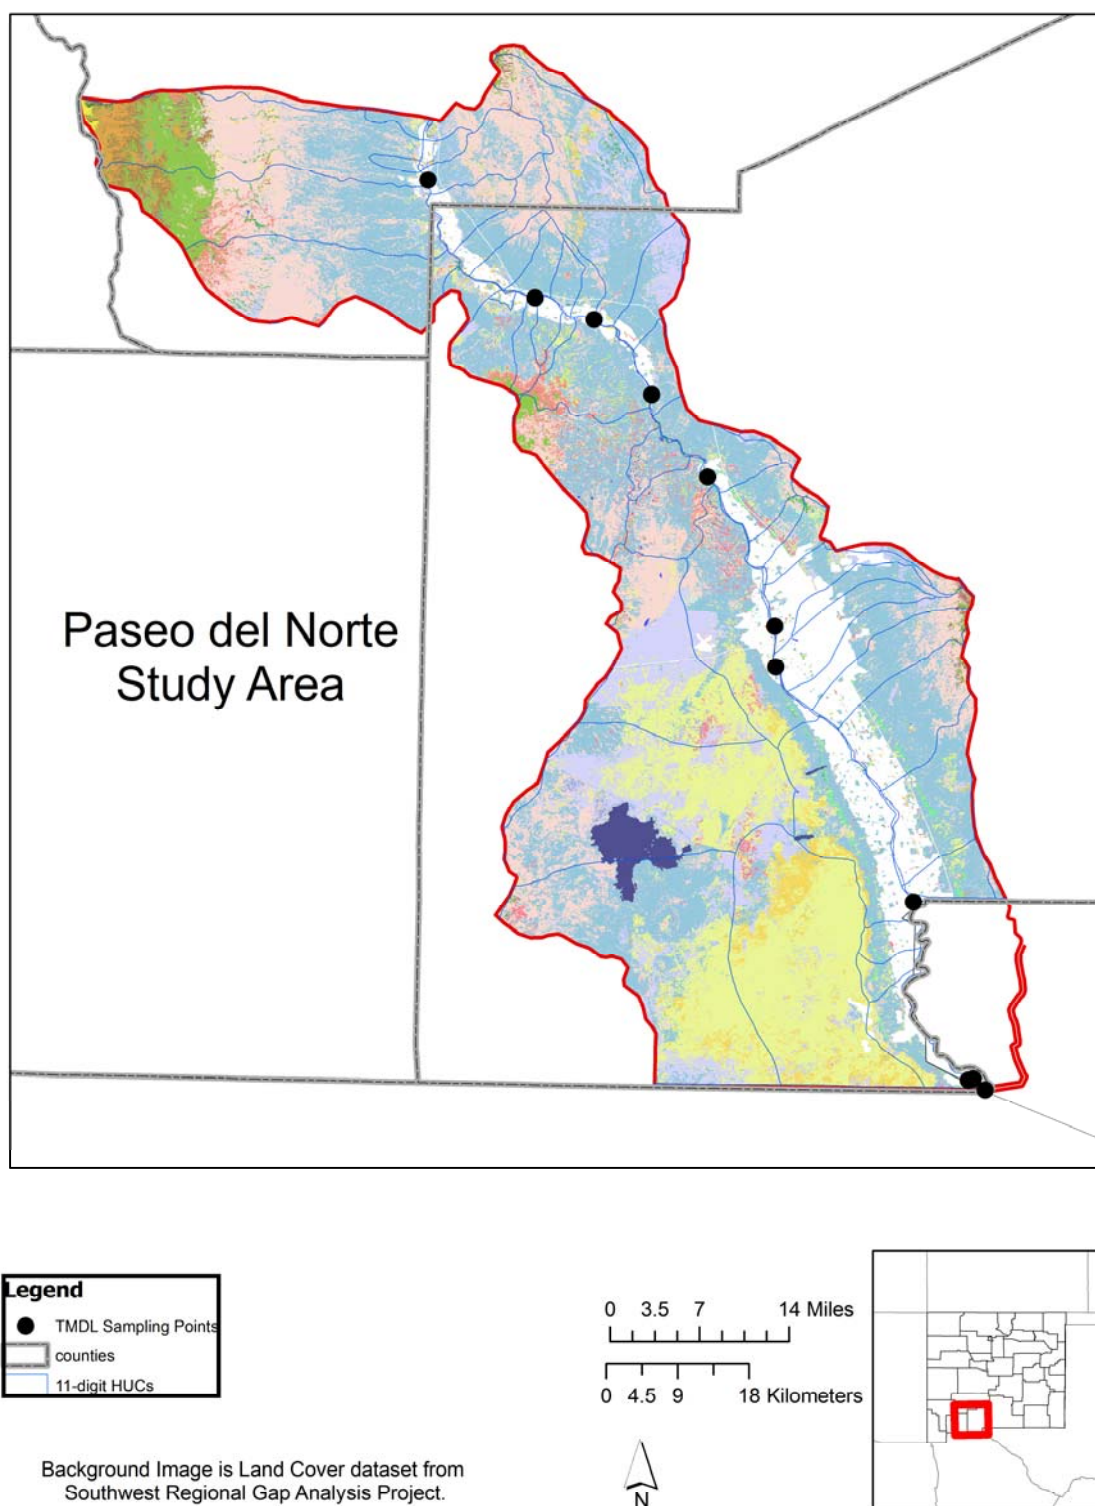 Paseo del Norte
Study Area
Legend
TMDL Sampling Points
counties
11-digit HUCs
0 3.5 7 14 Miles
0 4.5 9 18 Kilometers
N
Background Image is Land Cover dataset from
Southwest Regional Gap Analysis Project.